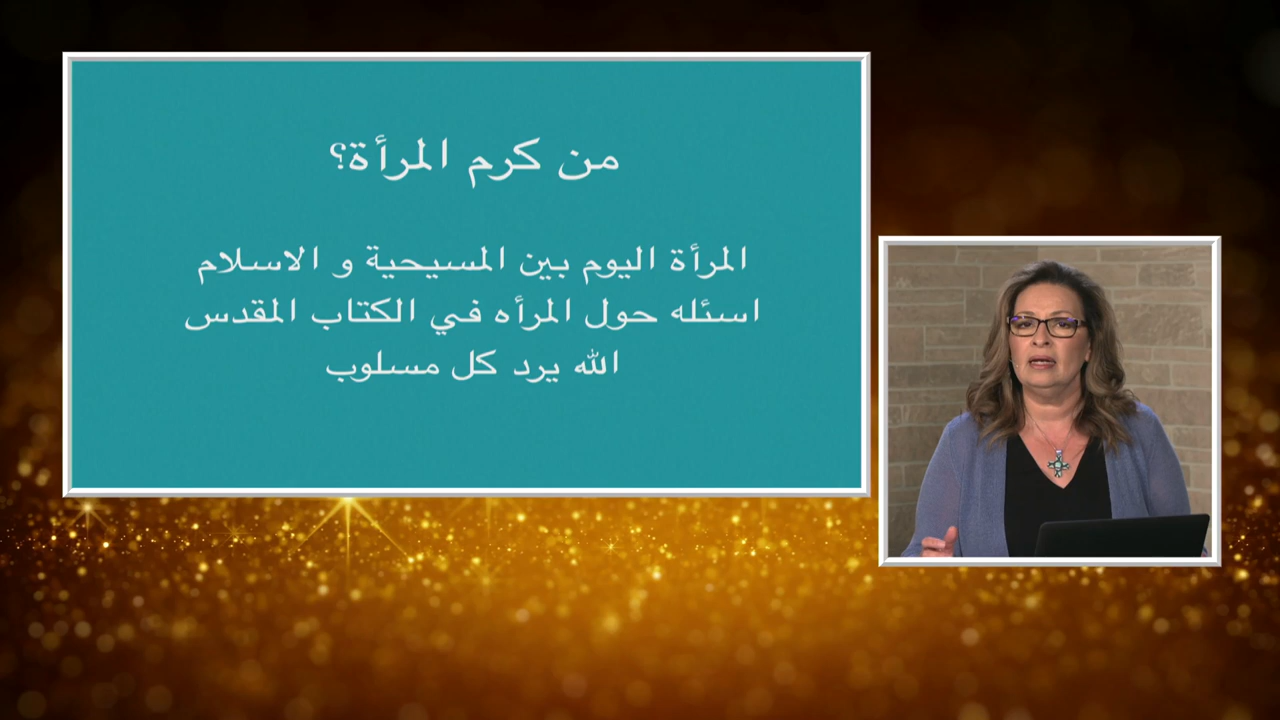 من كرم المرأة؟
المرأة اليوم بين المسيحية و الاسلام
اسئله حول المرأه في الكتاب المقدس
الله يرد كل مسلوب